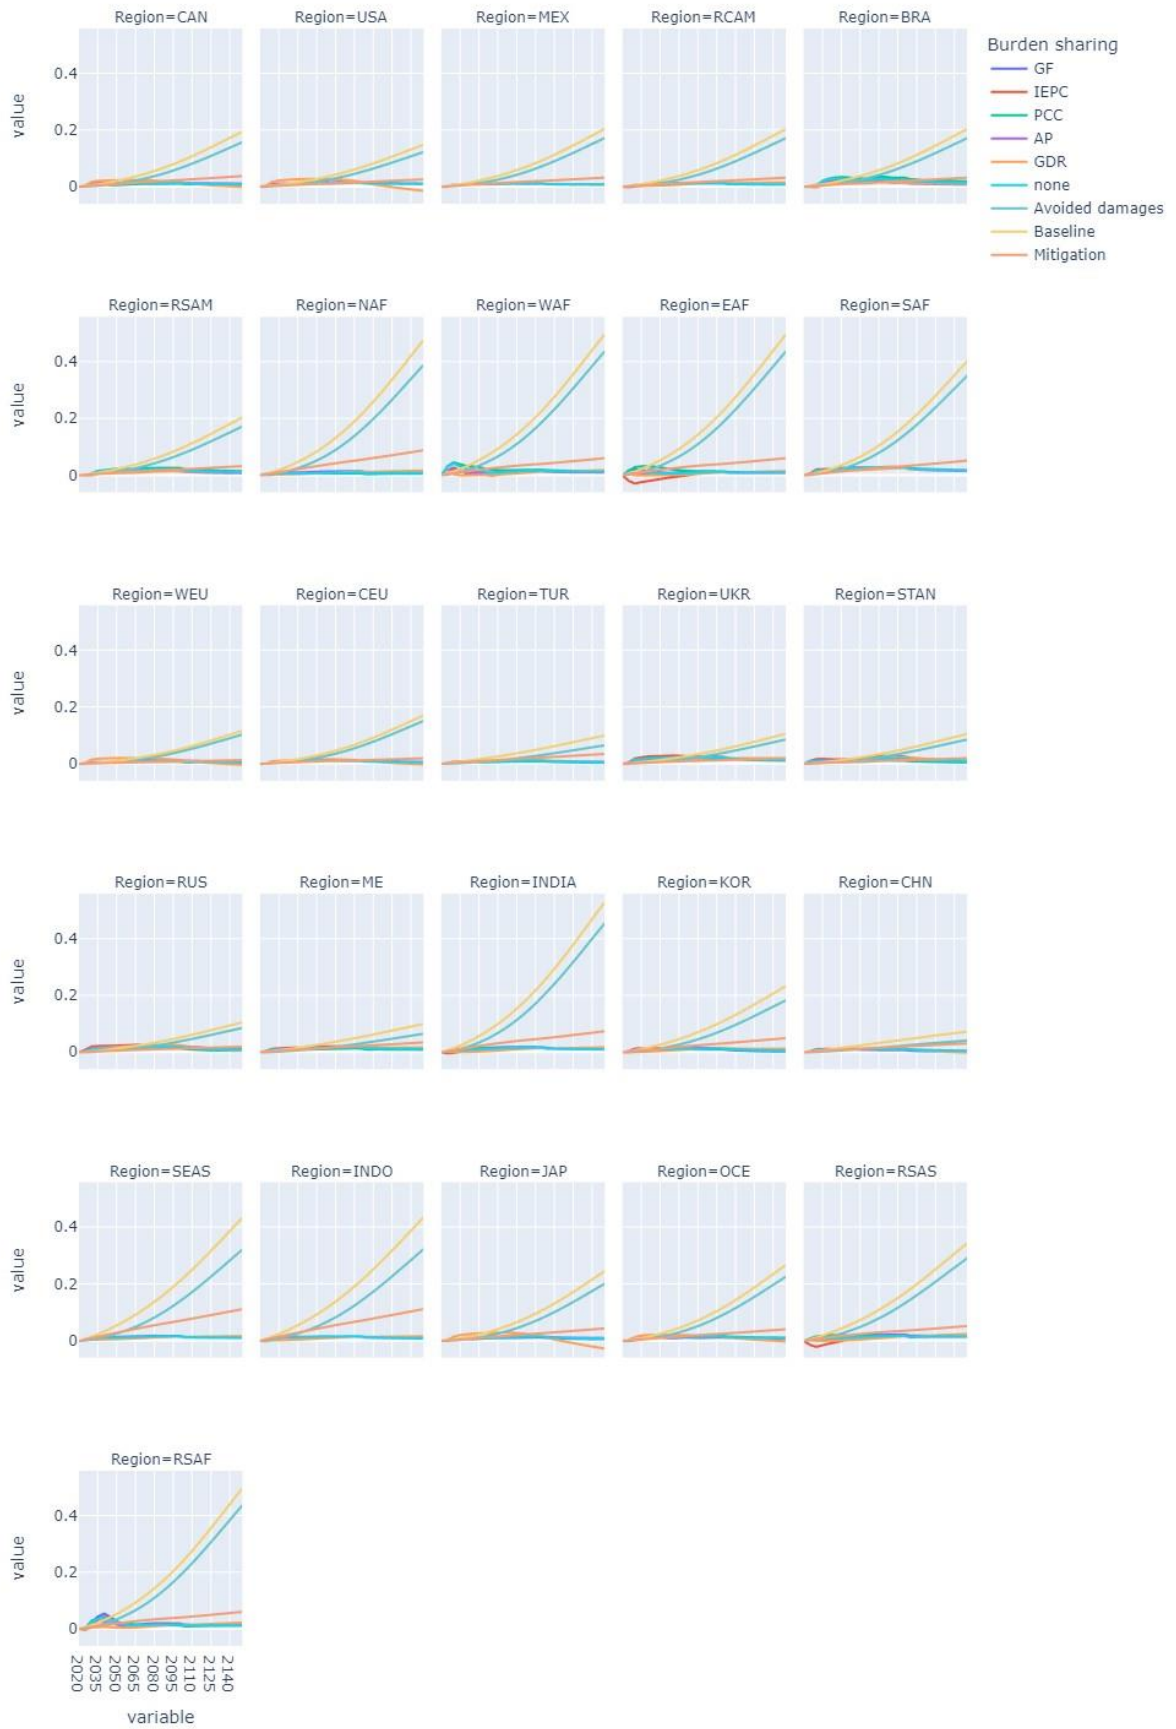 Region=CAN
Region=USA
Region=MEX
Region=RCAM
Region=BRA
value
0.4
0.2
0
Burden sharing
GF
IEPC
PCC
AP
GDR
none
Avoided damages
Baseline
Mitigation
Region=RSAM
Region=NAF
Region=WAF
Region=EAF
Region=SAF
value
0.4
0.2
0
Region=WEU
Region=CEU
Region=TUR
Region=UKR
Region=STAN
value
0.4
0.2
0
Region=RUS
Region=ME
Region=INDIA
Region=KOR
Region=CHN
value
0.4
0.2
0
Region=SEAS
Region=INDO
Region=JAP
Region=OCE
Region=RSAS
value
0.4
0.2
0
Region=RSAF
value
0.4
0.2
0
2020
2035
2050
2065
2080
2095
2110
2125
2140
variable